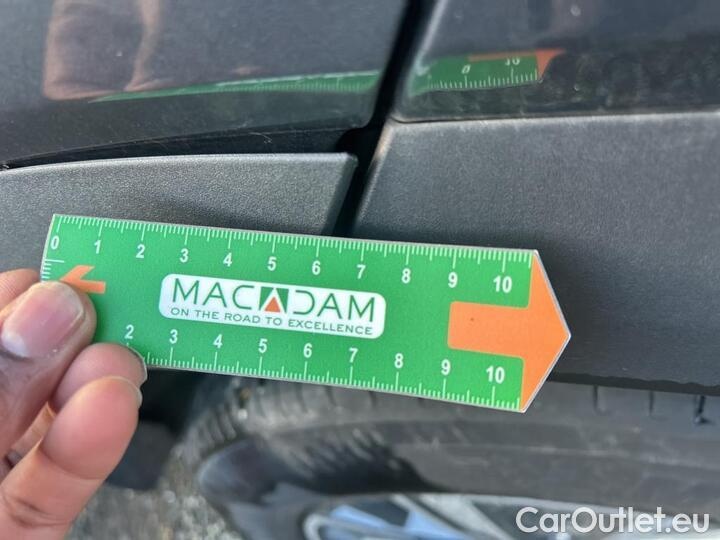 0 1 2 3 4 5 6 7 8 9 10
MACADAM
ON THE ROAD TO EXCELLENCE
2 3 4 5 6 7 8 9 10
CarOutlet.eu